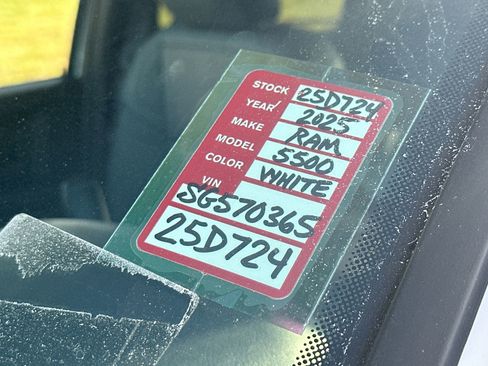 STOCK 25D724
YEAR 2025
MAKE RAM
MODEL 5500
COLOR WHITE
VIN
SG570365
25D724